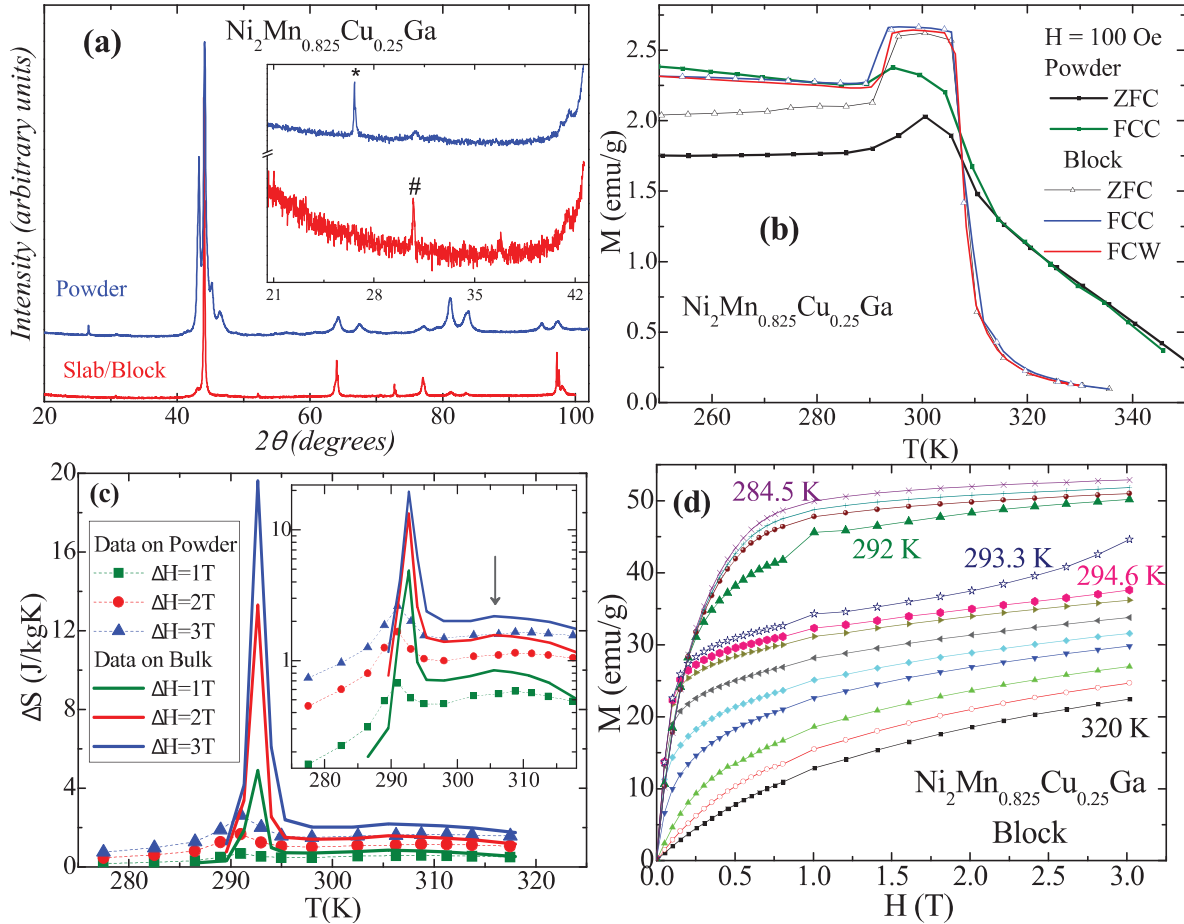 (a)
Ni₂Mn₀.₈₂₅Cu₀.₂₅Ga
*
#
21 28 35 42
Powder
Slab/Block
Intensity (arbitrary units)
20 40 60 80 100
2θ (degrees)
(b)
H = 100 Oe
Powder
ZFC
FCC
Block
ZFC
FCC
FCW
Ni₂Mn₀.₈₂₅Cu₀.₂₅Ga
M (emu/g)
2.5
2.0
1.5
1.0
0.5
0.0
260 280 300 320 340
T(K)
(c)
Data on Powder
ΔH=1T
ΔH=2T
ΔH=3T
Data on Bulk
ΔH=1T
ΔH=2T
ΔH=3T
10
1
280 290 300 310
ΔS (J/kgK)
20
18
16
14
12
10
8
6
4
2
0
280 290 300 310 320
T(K)
(d)
284.5 K
292 K
293.3 K
294.6 K
320 K
Ni₂Mn₀.₈₂₅Cu₀.₂₅Ga
Block
M (emu/g)
50
40
30
20
10
0
0.0 0.5 1.0 1.5 2.0 2.5 3.0
H (T)